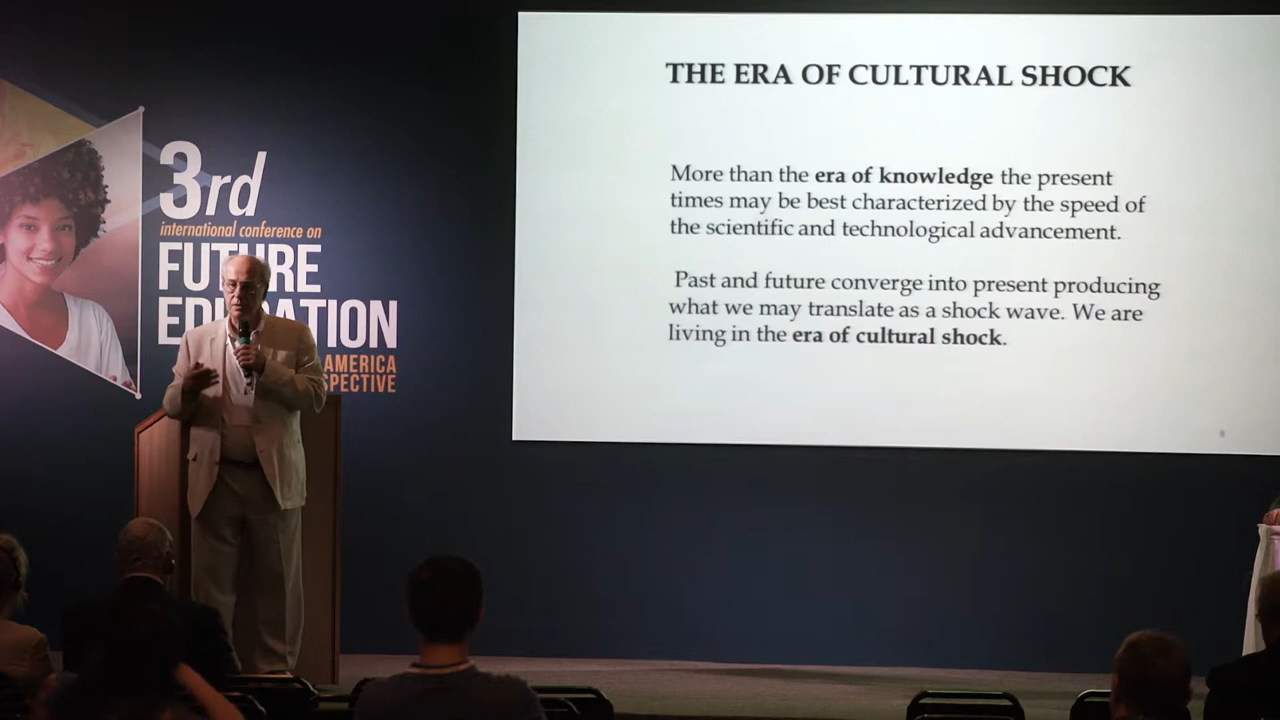 3rd
international conference on
FUTURE
EDUCATION
AMERICA
SPECTIVE
THE ERA OF CULTURAL SHOCK
More than the era of knowledge the present
times may be best characterized by the speed of
the scientific and technological advancement.
Past and future converge into present producing
what we may translate as a shock wave. We are
living in the era of cultural shock.